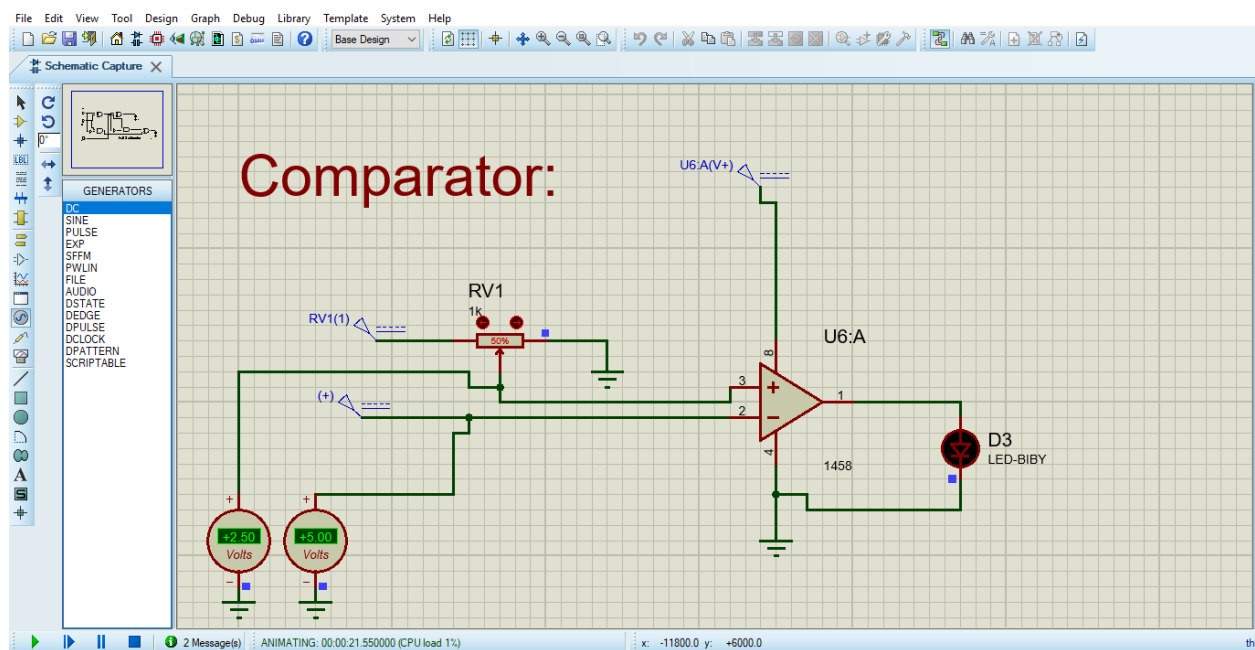 File Edit View Tool Design Graph Debug Library Template System Help
Base Design
Schematic Capture
0°
LBL
GENERATORS
DC
SINE
PULSE
EXP
SFFM
PWLIN
FILE
AUDIO
DSTATE
DEDGE
DPULSE
DCLOCK
DPATTERN
SCRIPTABLE
Comparator:
U6:A(V+)
RV1
1k
RV1(1)
50%
U6:A
8
(+)
3
+
1
2
−
4
1458
D3
LED-BIBY
+ +
+2.50 +5.00
Volts Volts
− −
A
S
2 Message(s) ANIMATING: 00:00:21.550000 (CPU load 1%) x: -11800.0 y: +6000.0 th